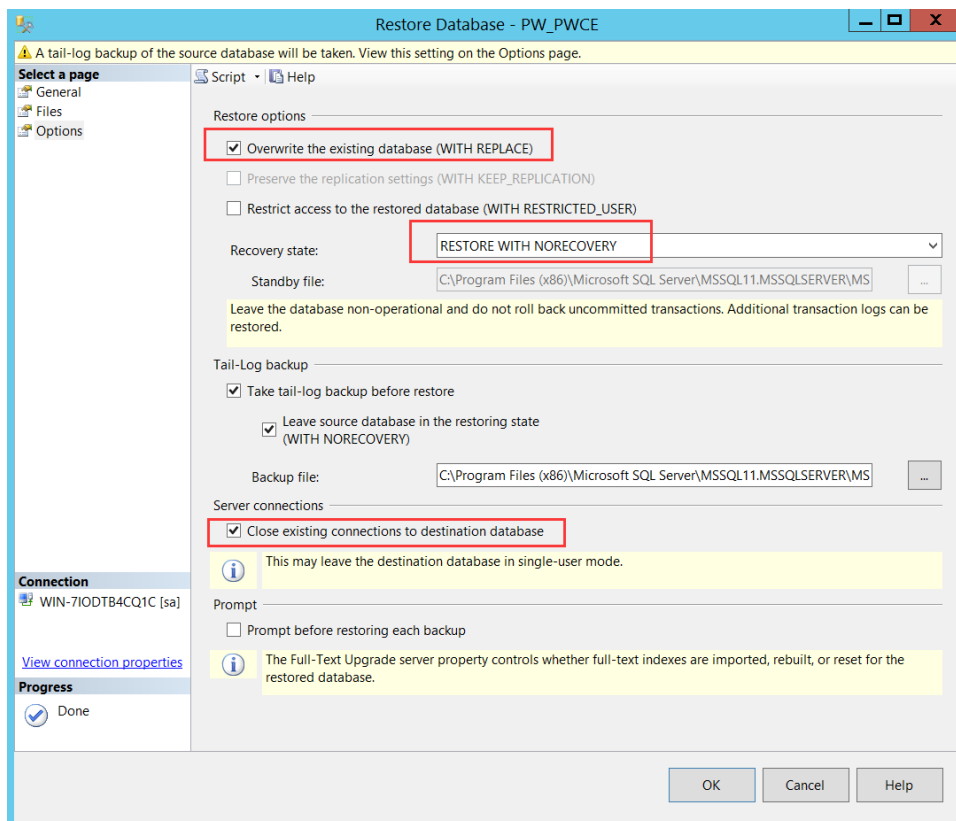 Restore Database - PW_PWCE
A tail-log backup of the source database will be taken. View this setting on the Options page.
Select a page
General
Files
Options
Script
Help
Restore options
Overwrite the existing database (WITH REPLACE)
Preserve the replication settings (WITH KEEP_REPLICATION)
Restrict access to the restored database (WITH RESTRICTED_USER)
Recovery state:
RESTORE WITH NORECOVERY
Standby file:
C:\Program Files (x86)\Microsoft SQL Server\MSSQL11.MSSQLSERVER\MS
...
Leave the database non-operational and do not roll back uncommitted transactions. Additional transaction logs can be
restored.
Tail-Log backup
Take tail-log backup before restore
Leave source database in the restoring state
(WITH NORECOVERY)
Backup file:
C:\Program Files (x86)\Microsoft SQL Server\MSSQL11.MSSQLSERVER\MS
...
Server connections
Close existing connections to destination database
This may leave the destination database in single-user mode.
Prompt
Prompt before restoring each backup
The Full-Text Upgrade server property controls whether full-text indexes are imported, rebuilt, or reset for the
restored database.
Connection
WIN-7IODTB4CQ1C [sa]
View connection properties
Progress
Done
OK
Cancel
Help